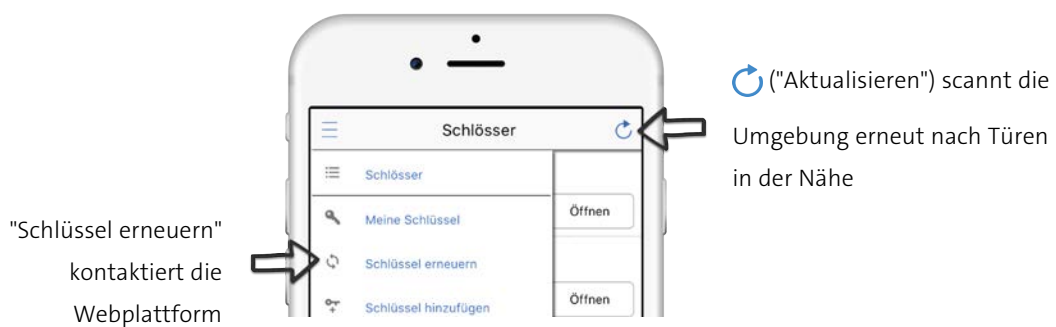 ("Aktualisieren") scannt die
Umgebung erneut nach Türen
in der Nähe
Schlösser
Schlösser
Meine Schlüssel
Öffnen
Schlüssel erneuern
Schlüssel hinzufügen
Öffnen
"Schlüssel erneuern"
kontaktiert die
Webplattform